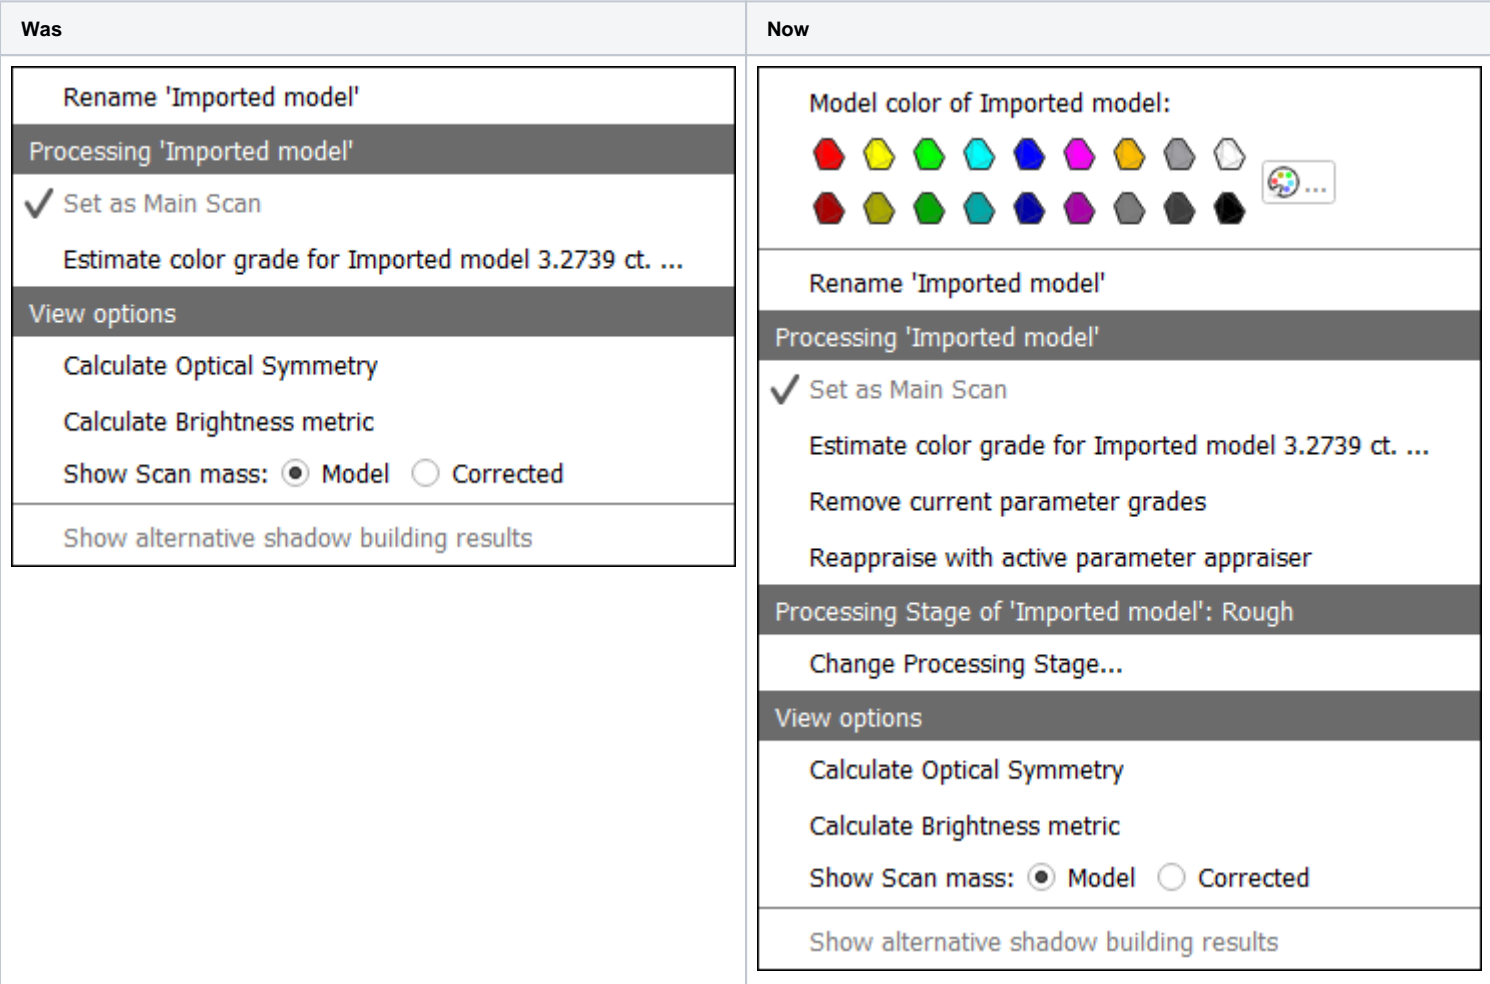 Was
Rename 'Imported model'
Processing 'Imported model'
Set as Main Scan
Estimate color grade for Imported model 3.2739 ct. ...
View options
Calculate Optical Symmetry
Calculate Brightness metric
Show Scan mass: Model Corrected
Show alternative shadow building results
Now
Model color of Imported model:
...
Rename 'Imported model'
Processing 'Imported model'
Set as Main Scan
Estimate color grade for Imported model 3.2739 ct. ...
Remove current parameter grades
Reappraise with active parameter appraiser
Processing Stage of 'Imported model': Rough
Change Processing Stage...
View options
Calculate Optical Symmetry
Calculate Brightness metric
Show Scan mass: Model Corrected
Show alternative shadow building results